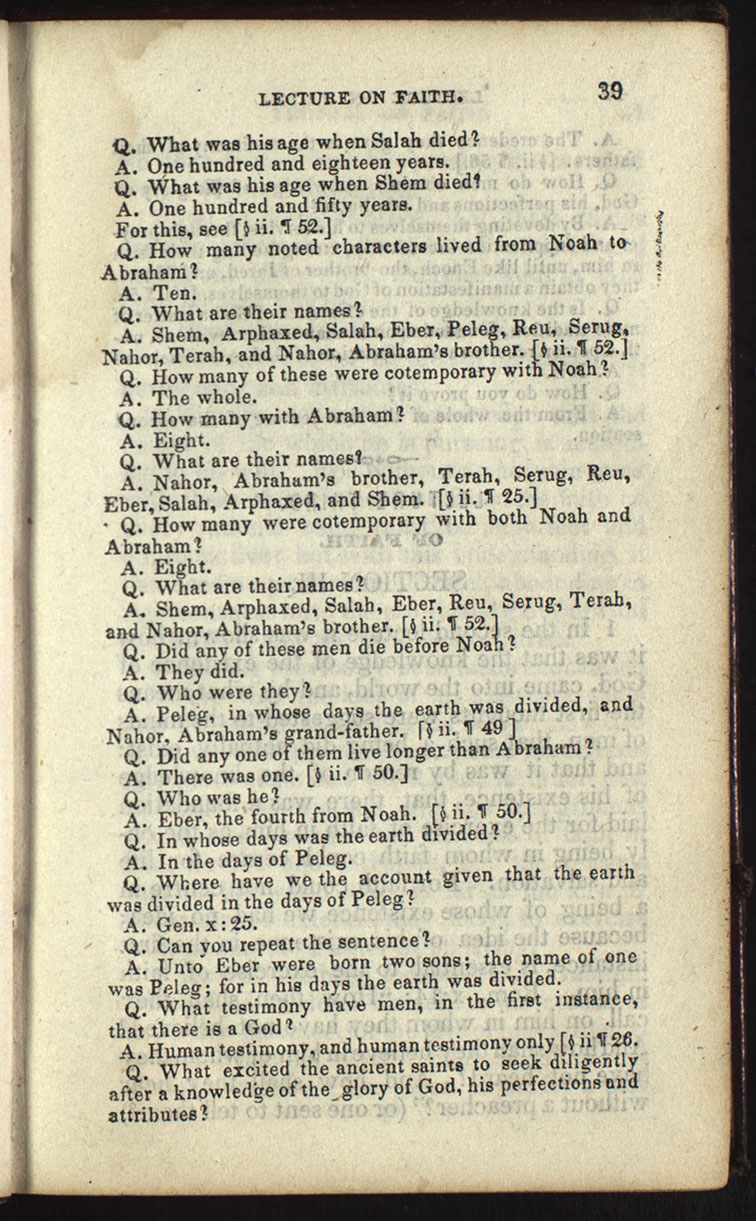 LECTURE ON FAITH. 39
Q. What was his age when Salah died?
A. One hundred and eighteen years.
Q. What was his age when Shem died?
A. One hundred and fifty years.
For this, see [§ ii. ¶ 52.]
Q. How many noted characters lived from Noah to
Abraham?
A. Ten.
Q. What are their names?
A. Shem, Arphaxed, Salah, Eber, Peleg, Reu, Serug,
Nahor, Terah, and Nahor, Abraham's brother. [§ ii. ¶ 52.]
Q. How many of these were cotemporary with Noah?
A. The whole.
Q. How many with Abraham?
A. Eight.
Q. What are their names?
A. Nahor, Abraham's brother, Terah, Serug, Reu,
Eber, Salah, Arphaxed, and Shem. [§ ii. ¶ 25.]
Q. How many were cotemporary with both Noah and
Abraham?
A. Eight.
Q. What are their names?
A. Shem, Arphaxed, Salah, Eber, Reu, Serug, Terah,
and Nahor, Abraham's brother. [§ ii. ¶ 52.]
Q. Did any of these men die before Noah?
A. They did.
Q. Who were they?
A. Peleg, in whose days the earth was divided, and
Nahor, Abraham's grand-father. [§ ii. ¶ 49]
Q. Did any one of them live longer than Abraham?
A. There was one. [§ ii. ¶ 50.]
Q. Who was he?
A. Eber, the fourth from Noah. [§ ii. ¶ 50.]
Q. In whose days was the earth divided?
A. In the days of Peleg.
Q. Where have we the account given that the earth
was divided in the days of Peleg?
A. Gen. x: 25.
Q. Can you repeat the sentence?
A. Unto Eber were born two sons; the name of one
was Peleg; for in his days the earth was divided.
Q. What testimony have men, in the first instance,
that there is a God?
A. Human testimony, and human testimony only [§ ii ¶ 26.
Q. What excited the ancient saints to seek diligently
after a knowledge of the glory of God, his perfections and
attributes?